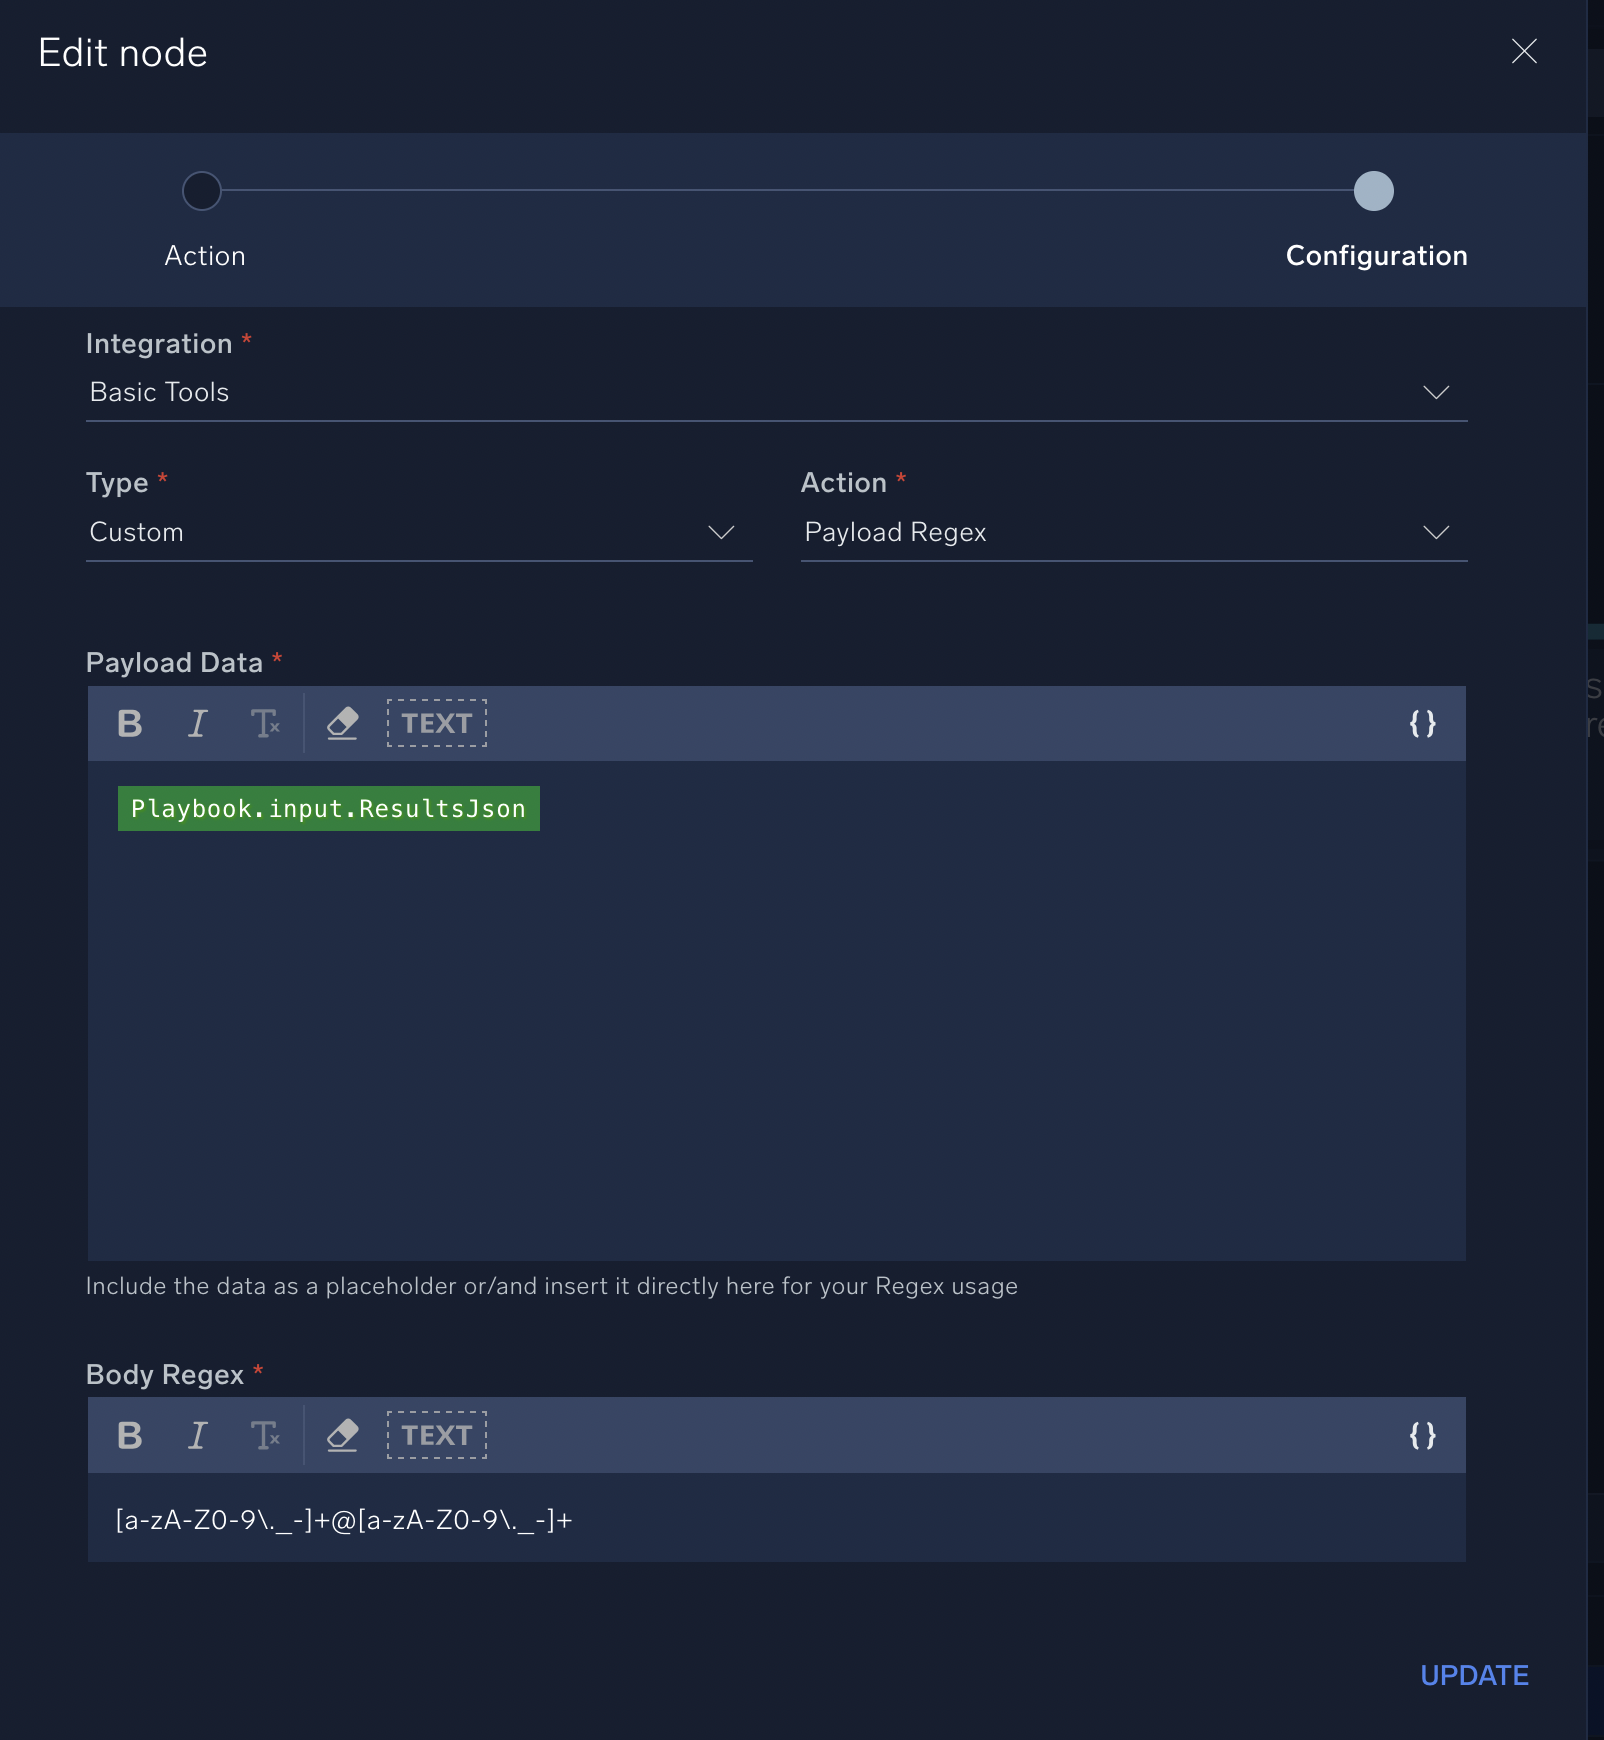 Edit node
Action
Configuration
Integration *
Basic Tools
Type *
Action *
Custom
Payload Regex
Payload Data *
B I Tx TEXT {}
Playbook.input.ResultsJson
Include the data as a placeholder or/and insert it directly here for your Regex usage
Body Regex *
B I Tx TEXT {}
[a-zA-Z0-9\._-]+@[a-zA-Z0-9\._-]+
UPDATE